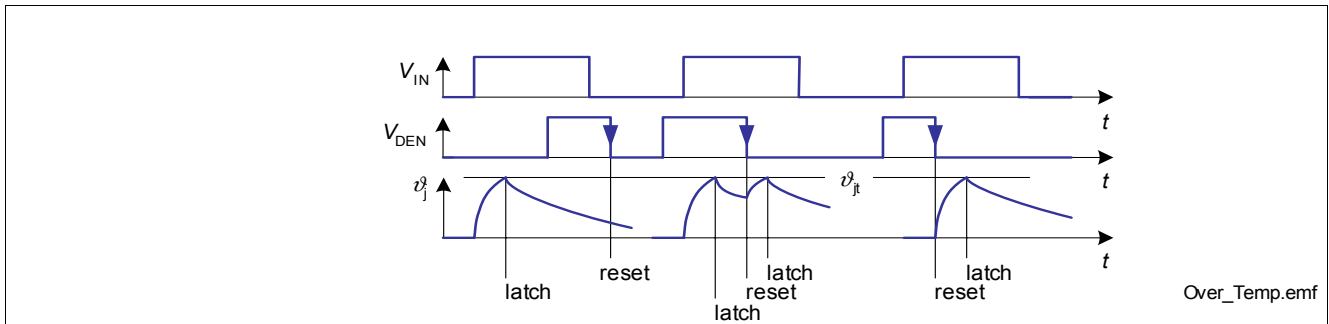 VIN
t
VDEN
t
ϑj
ϑjt
t
reset
latch
latch
reset
latch
latch
reset
Over_Temp.emf